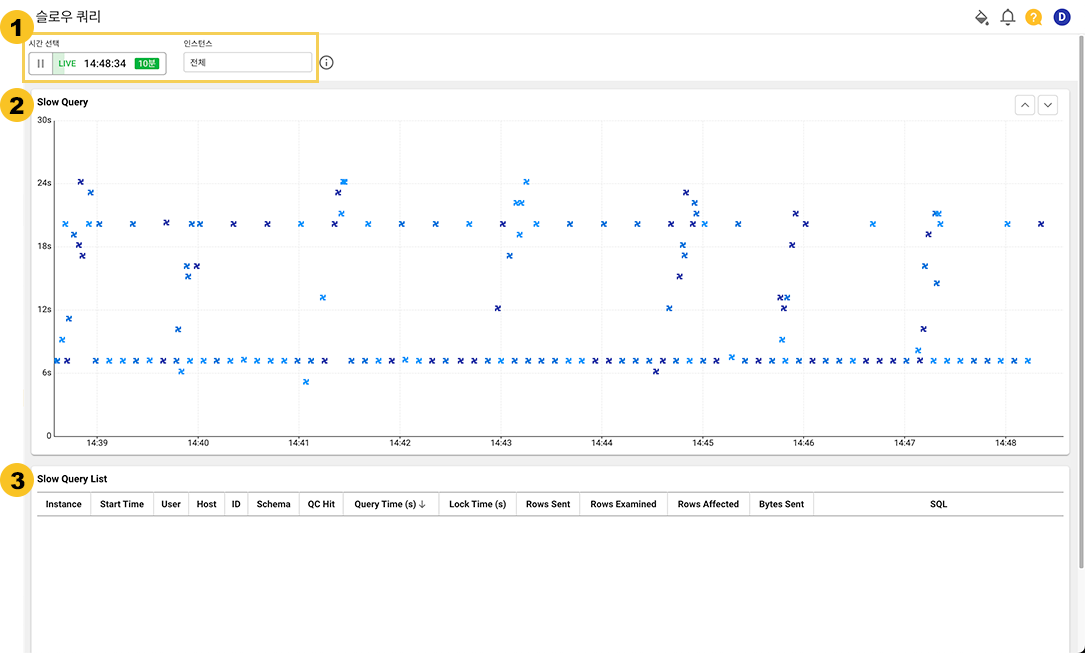 1
슬로우 쿼리
? D
시간 선택 인스턴스
LIVE 14:48:34 10분 전체
2
Slow Query
30s
24s
18s
12s
6s
0
14:39 14:40 14:41 14:42 14:43 14:44 14:45 14:46 14:47 14:48
3
Slow Query List
Instance Start Time User Host ID Schema QC Hit Query Time (s) ↓ Lock Time (s) Rows Sent Rows Examined Rows Affected Bytes Sent SQL